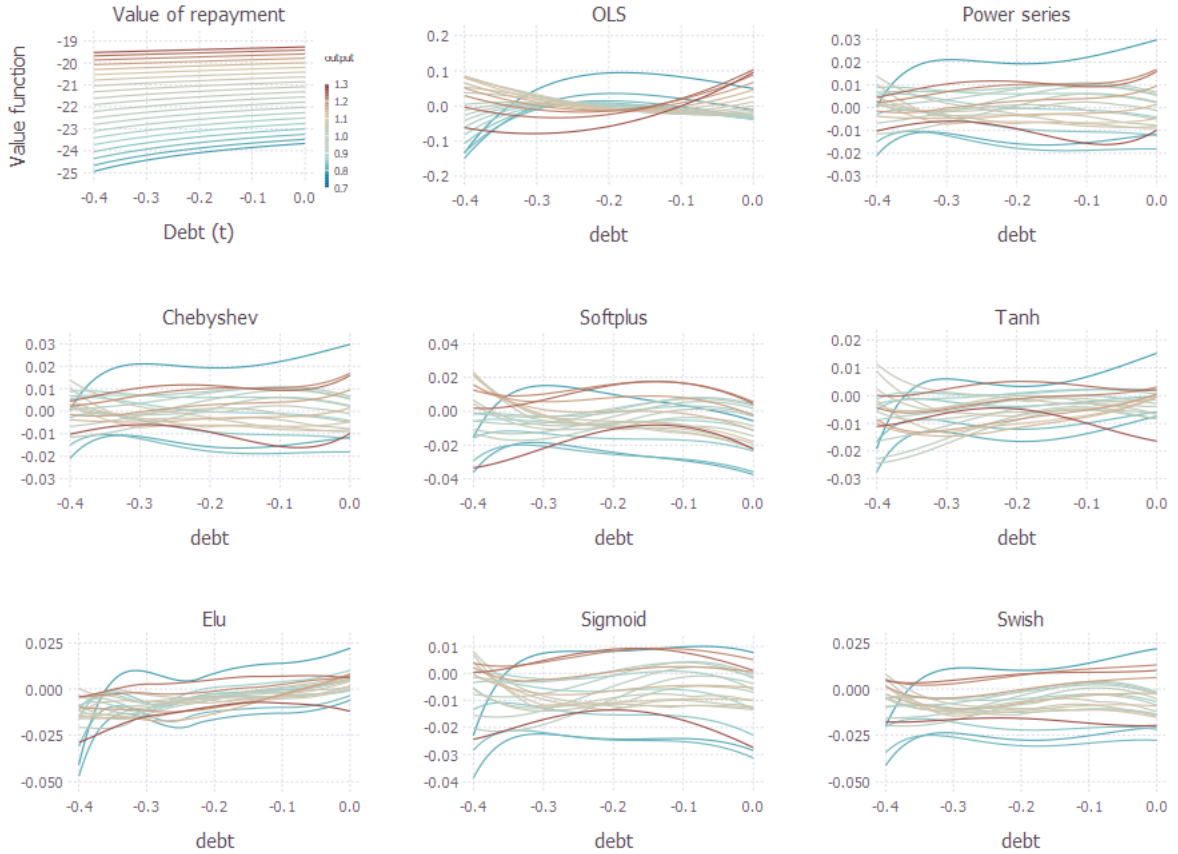 Value of repayment
OLS
Power series
Value function
-19
-20
-21
-22
-23
-24
-25
-0.4 -0.3 -0.2 -0.1 0.0
Debt (t)
output
1.3
1.2
1.1
1.0
0.9
0.8
0.7
0.2
0.1
0.0
-0.1
-0.2
-0.4 -0.3 -0.2 -0.1 0.0
debt
0.03
0.02
0.01
0.00
-0.01
-0.02
-0.03
-0.4 -0.3 -0.2 -0.1 0.0
debt
Chebyshev
0.03
0.02
0.01
0.00
-0.01
-0.02
-0.03
-0.4 -0.3 -0.2 -0.1 0.0
debt
Softplus
0.04
0.02
0.00
-0.02
-0.04
-0.4 -0.3 -0.2 -0.1 0.0
debt
Tanh
0.02
0.01
0.00
-0.01
-0.02
-0.03
-0.4 -0.3 -0.2 -0.1 0.0
debt
Elu
0.025
0.000
-0.025
-0.050
-0.4 -0.3 -0.2 -0.1 0.0
debt
Sigmoid
0.01
0.00
-0.01
-0.02
-0.03
-0.04
-0.4 -0.3 -0.2 -0.1 0.0
debt
Swish
0.025
0.000
-0.025
-0.050
-0.4 -0.3 -0.2 -0.1 0.0
debt